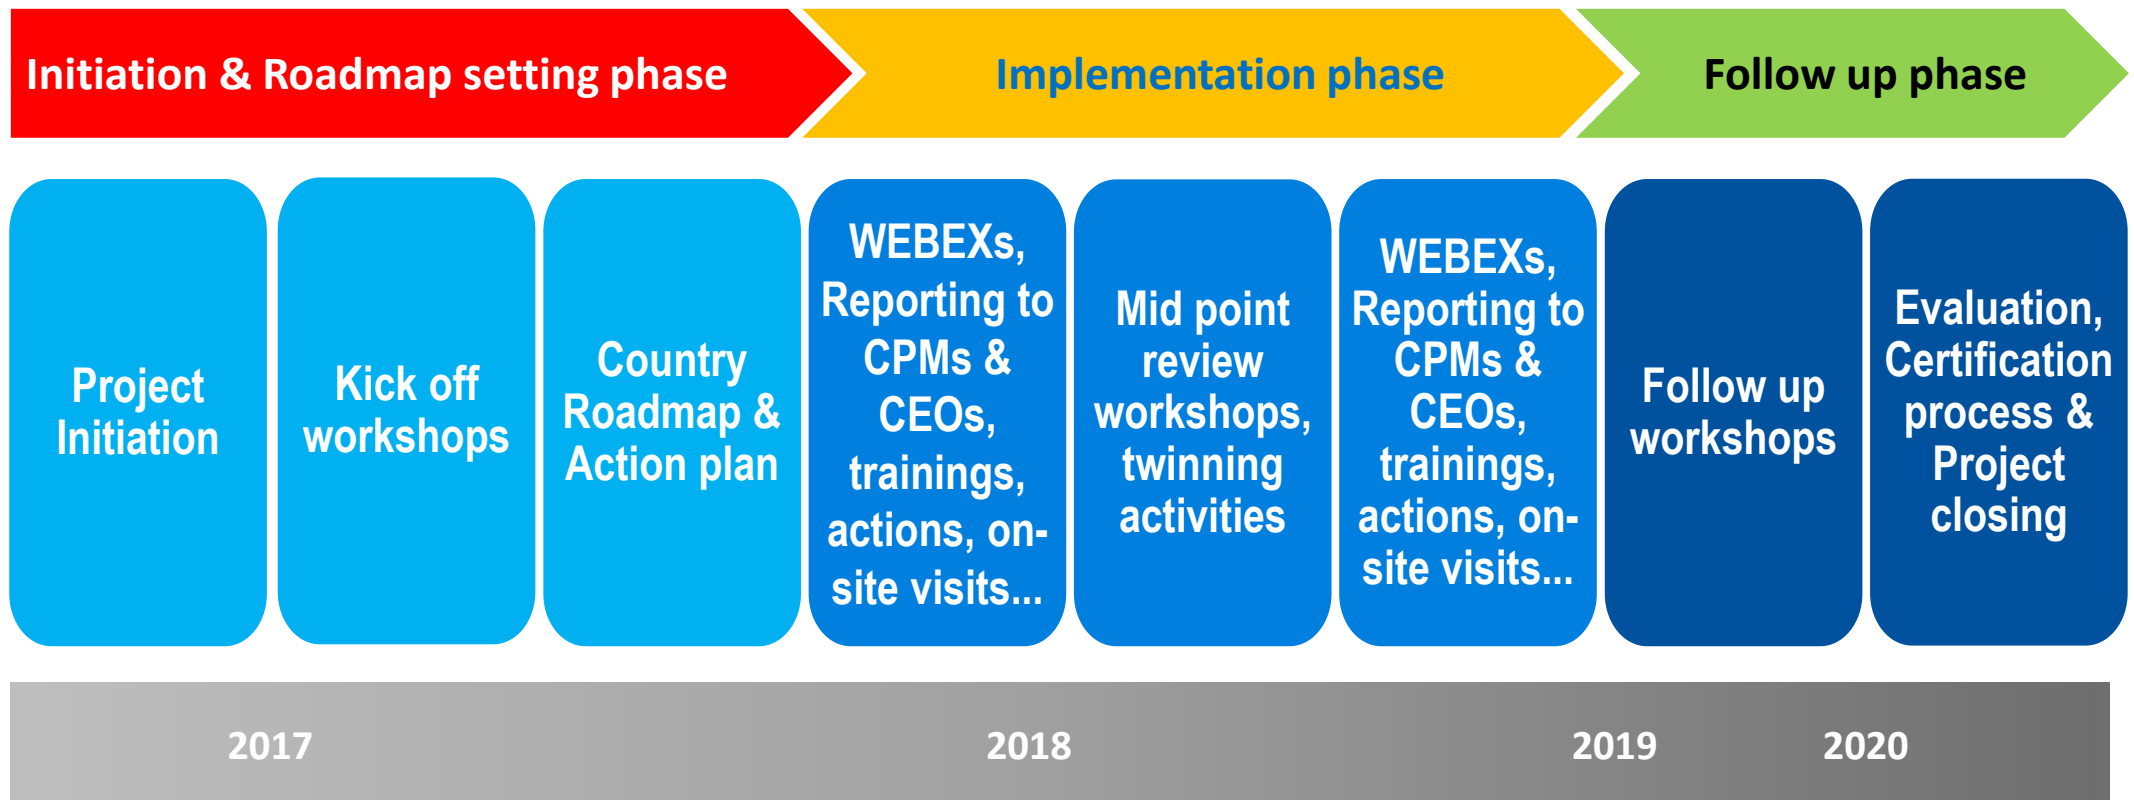 Initiation & Roadmap setting phase
Implementation phase
Follow up phase
Project
Initiation
Kick off
workshops
Country
Roadmap &
Action plan
WEBEXs,
Reporting to
CPMs &
CEOs,
trainings,
actions, on-
site visits...
Mid point
review
workshops,
twinning
activities
WEBEXs,
Reporting to
CPMs &
CEOs,
trainings,
actions, on-
site visits...
Follow up
workshops
Evaluation,
Certification
process &
Project
closing
2017
2018
2019
2020